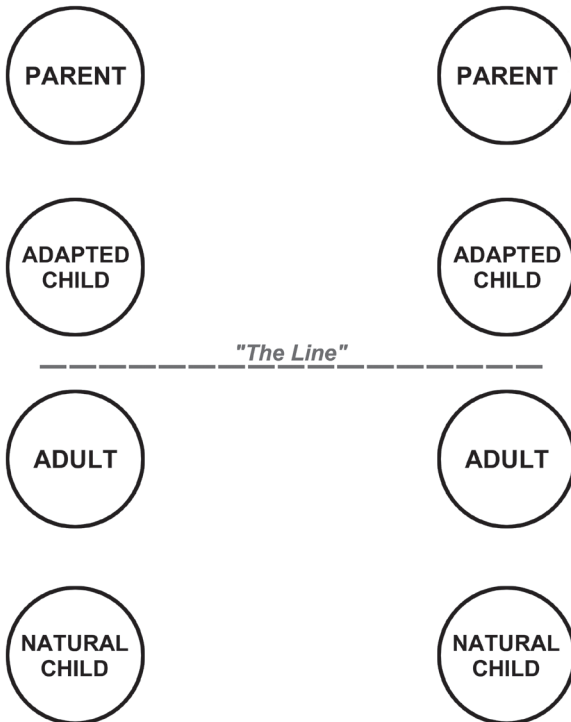 PARENT PARENT
ADAPTED ADAPTED
CHILD CHILD
"The Line"
ADULT ADULT
NATURAL NATURAL
CHILD CHILD